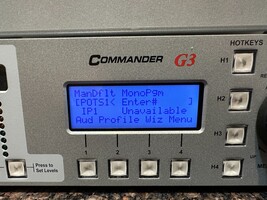 COMMANDER G3
HOTKEYS
H1
ManDflt MonoPgm
[POTS1< Enter# ]
IP1 Unavailable
Aud Profile Wiz Menu
H2
H3
1 2 3 4
Press to
Set Levels
H4